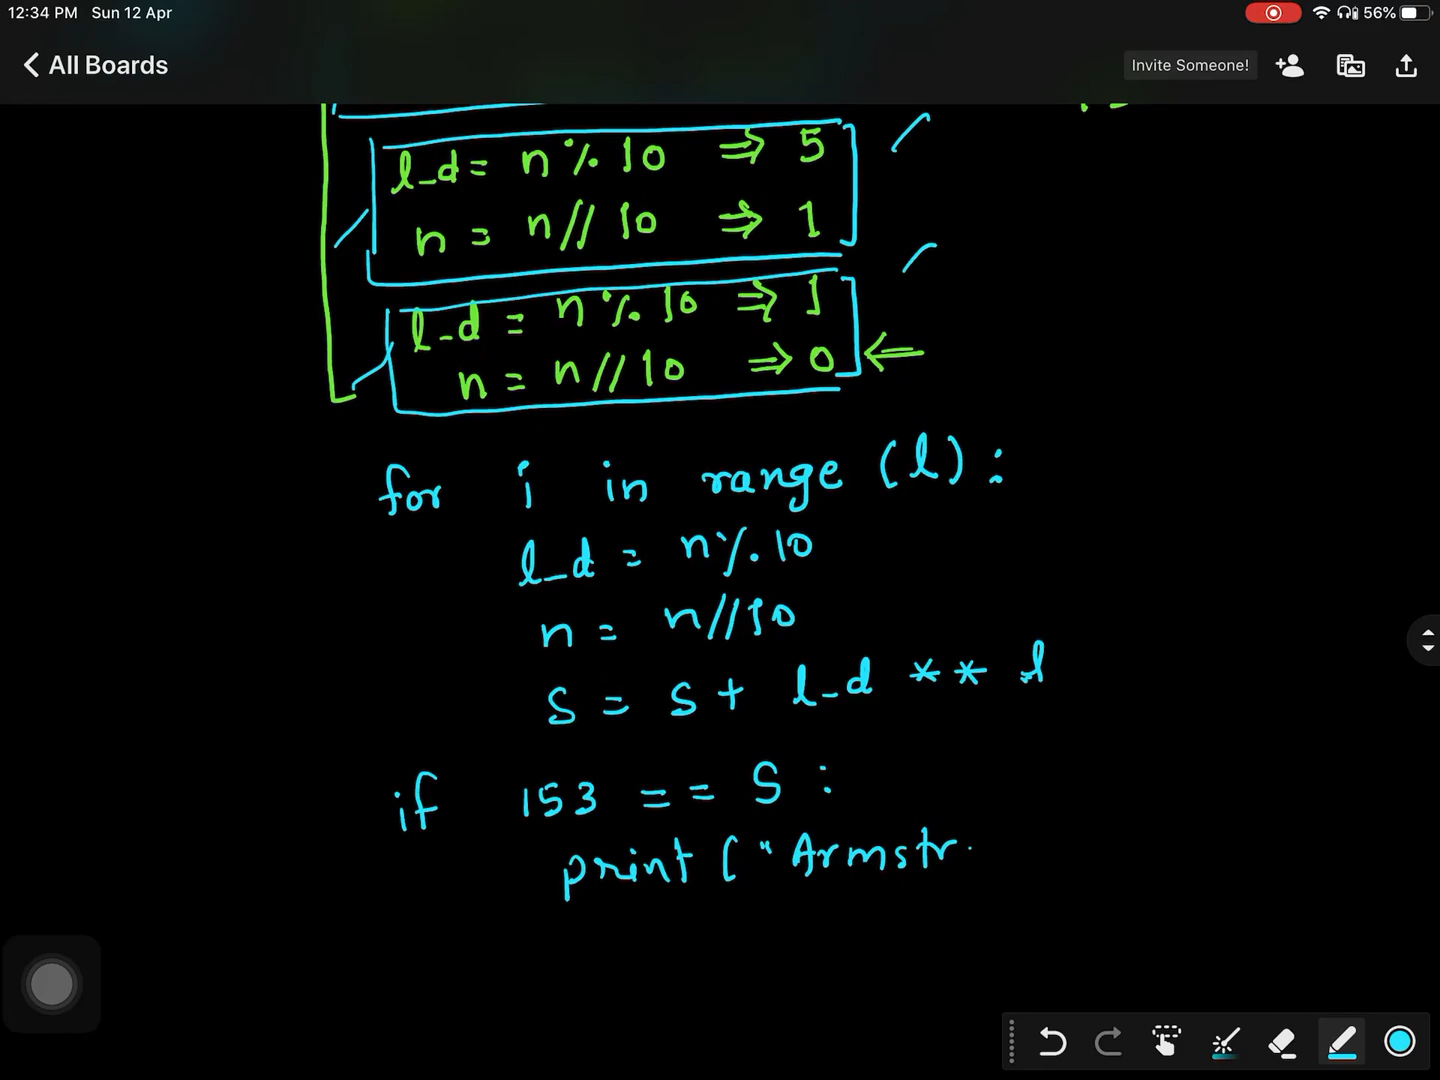 12:34 PM Sun 12 Apr
56%
All Boards
Invite Someone!
l_d = n % 10 ⇒ 5
n = n // 10 ⇒ 1
l_d = n % 10 ⇒ 1
n = n // 10 ⇒ 0 ⇐
for i in range (l) :
l_d = n % 10
n = n // 10
s = s + l_d ** l
if 153 == s :
print ( " Armstr.